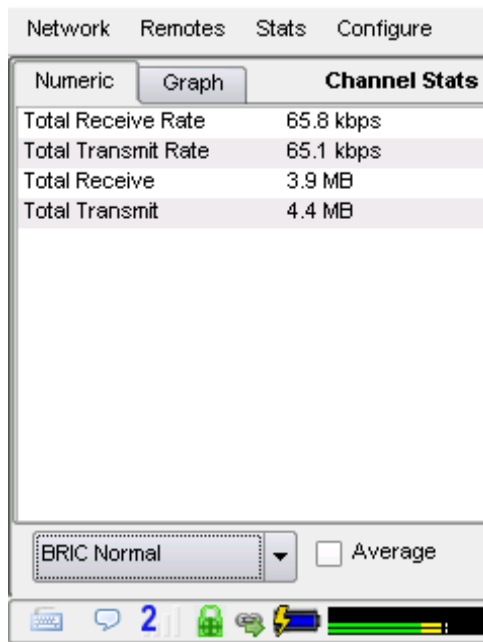 Network Remotes Stats Configure
Numeric Graph Channel Stats
Total Receive Rate 65.8 kbps
Total Transmit Rate 65.1 kbps
Total Receive 3.9 MB
Total Transmit 4.4 MB
BRIC Normal Average
2